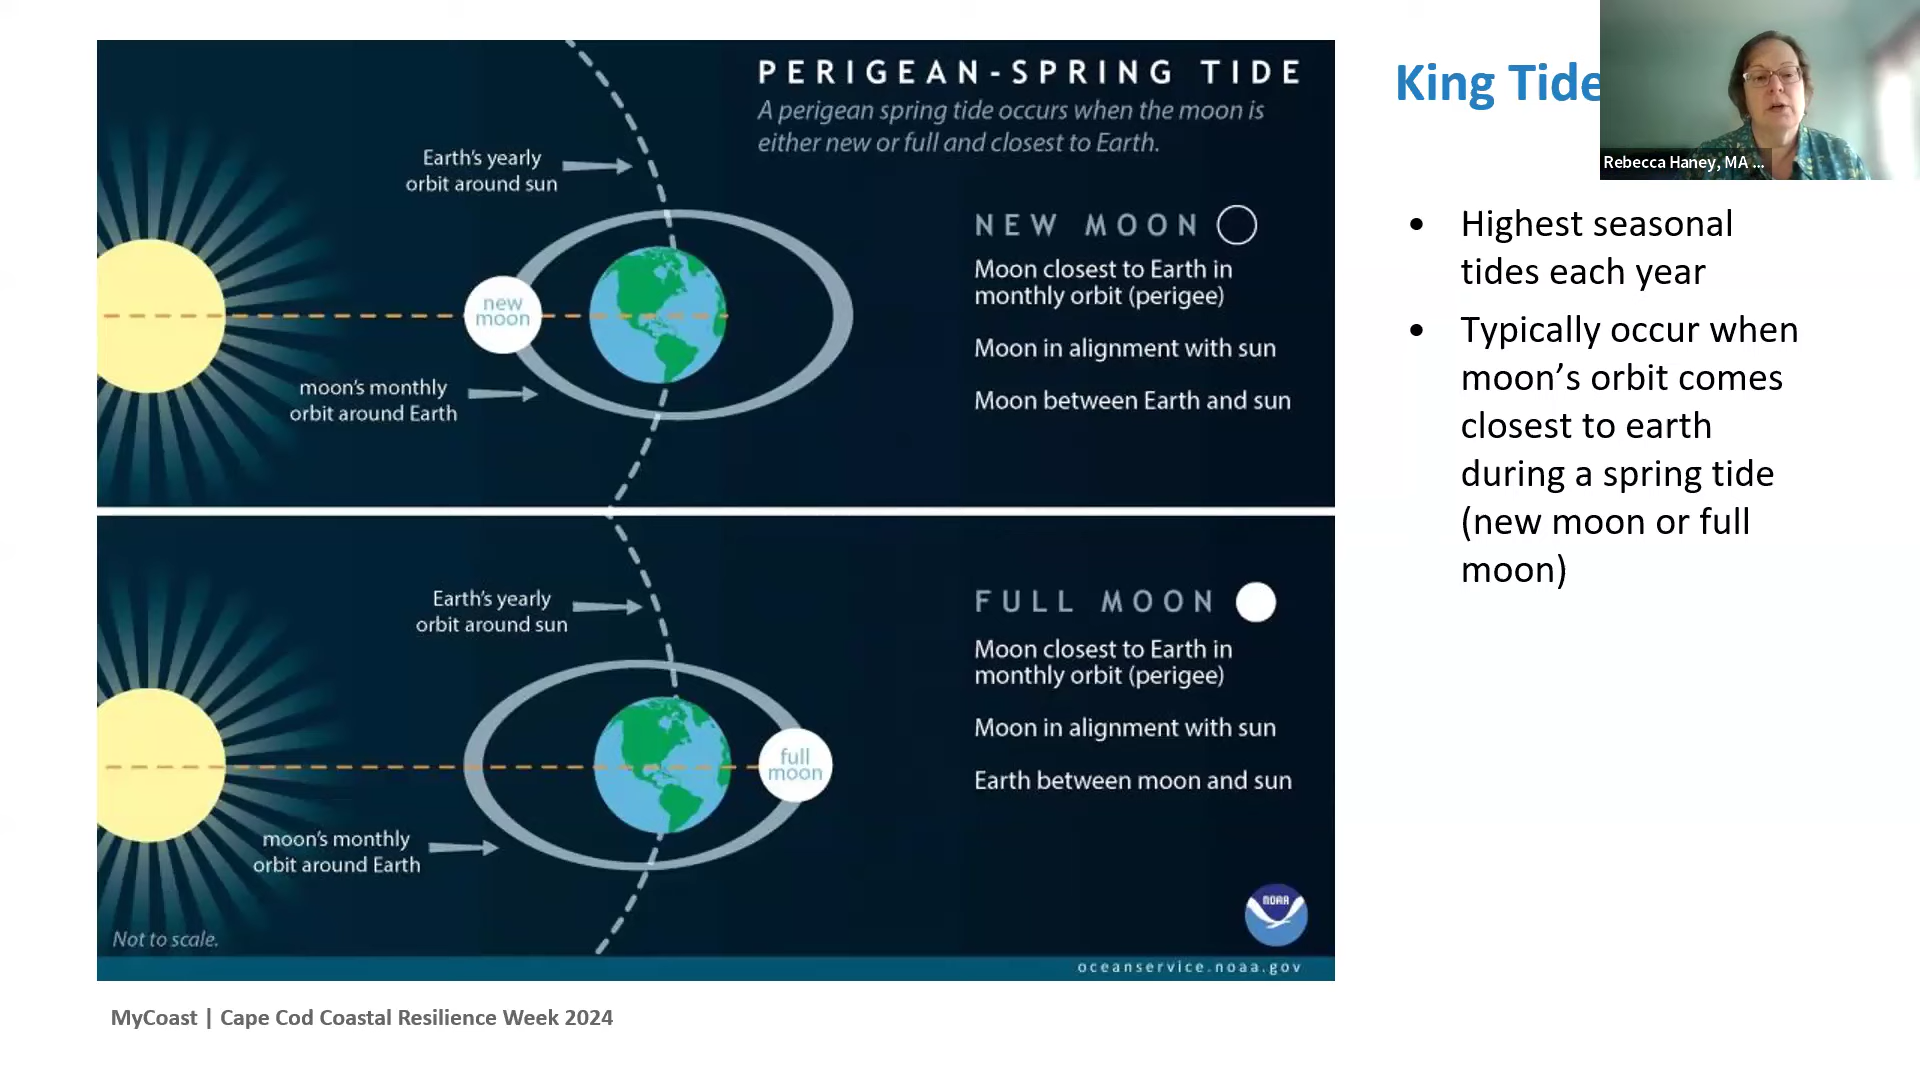 PERIGEAN-SPRING TIDE
A perigean spring tide occurs when the moon is
either new or full and closest to Earth.
Earth's yearly
orbit around sun
NEW MOON
Moon closest to Earth in
monthly orbit (perigee)
Moon in alignment with sun
Moon between Earth and sun
new
moon
moon's monthly
orbit around Earth
Earth's yearly
orbit around sun
FULL MOON
Moon closest to Earth in
monthly orbit (perigee)
Moon in alignment with sun
Earth between moon and sun
full
moon
moon's monthly
orbit around Earth
Not to scale.
NOAA
oceanservice.noaa.gov
King Tide
Rebecca Haney, MA ...
• Highest seasonal
tides each year
• Typically occur when
moon’s orbit comes
closest to earth
during a spring tide
(new moon or full
moon)
MyCoast | Cape Cod Coastal Resilience Week 2024